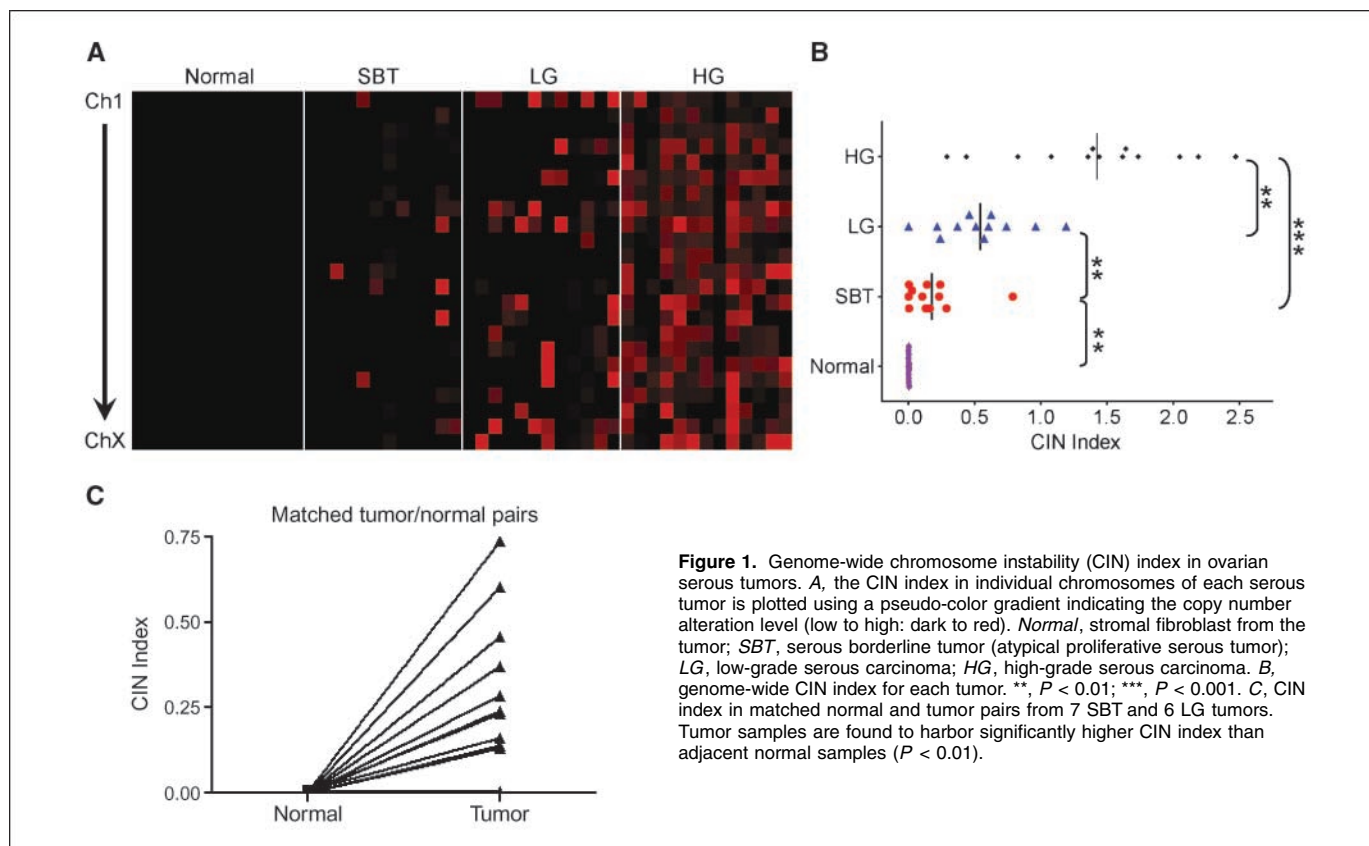 A
Normal SBT LG HG
Ch1
ChX
B
HG
LG
SBT
Normal
**
***
**
**
0.0 0.5 1.0 1.5 2.0 2.5
CIN Index
C
Matched tumor/normal pairs
0.75
0.50
0.25
0.00
CIN Index
Normal Tumor
Figure 1. Genome-wide chromosome instability (CIN) index in ovarian
serous tumors. A, the CIN index in individual chromosomes of each serous
tumor is plotted using a pseudo-color gradient indicating the copy number
alteration level (low to high: dark to red). Normal, stromal fibroblast from the
tumor; SBT, serous borderline tumor (atypical proliferative serous tumor);
LG, low-grade serous carcinoma; HG, high-grade serous carcinoma. B,
genome-wide CIN index for each tumor. **, P < 0.01; ***, P < 0.001. C, CIN
index in matched normal and tumor pairs from 7 SBT and 6 LG tumors.
Tumor samples are found to harbor significantly higher CIN index than
adjacent normal samples (P < 0.01).